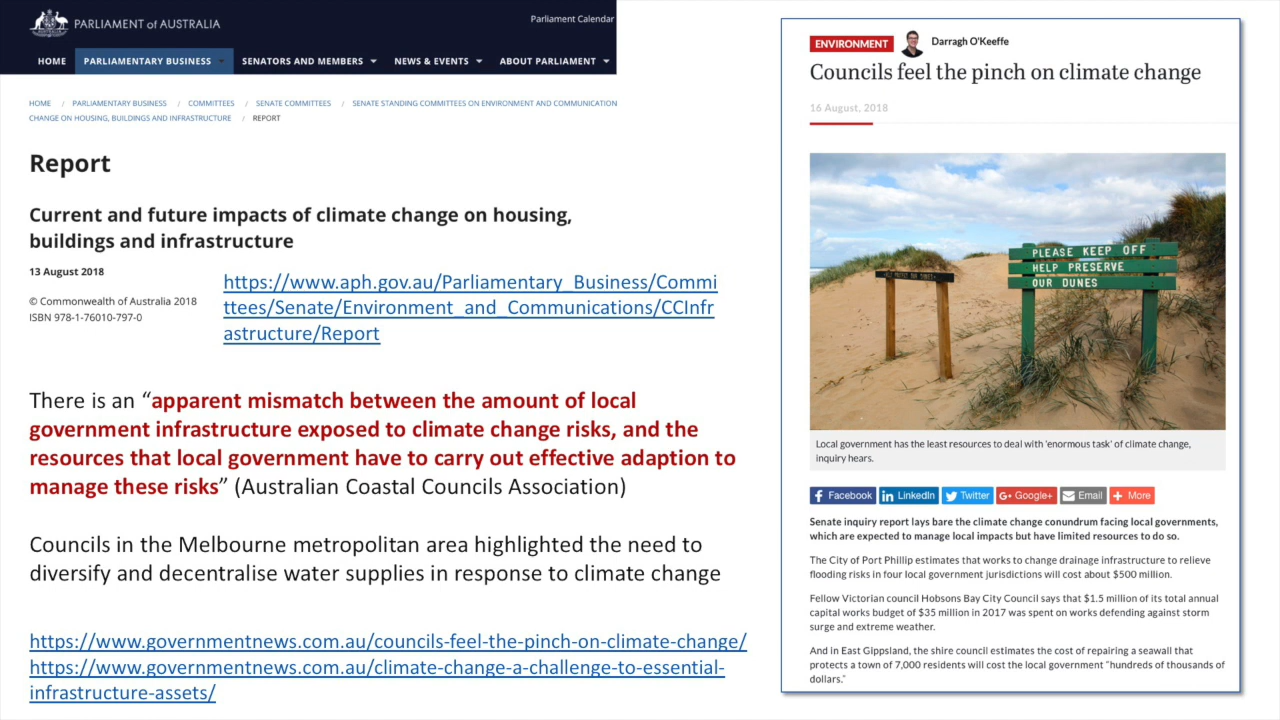 PARLIAMENT of AUSTRALIA
Parliament Calendar
HOME PARLIAMENTARY BUSINESS SENATORS AND MEMBERS NEWS & EVENTS ABOUT PARLIAMENT
HOME / PARLIAMENTARY BUSINESS / COMMITTEES / SENATE COMMITTEES / SENATE STANDING COMMITTEES ON ENVIRONMENT AND COMMUNICATION
CHANGE ON HOUSING, BUILDINGS AND INFRASTRUCTURE / REPORT
Report
Current and future impacts of climate change on housing,
buildings and infrastructure
13 August 2018
© Commonwealth of Australia 2018
ISBN 978-1-76010-797-0
https://www.aph.gov.au/Parliamentary_Business/Commi
ttees/Senate/Environment_and_Communications/CCInfr
astructure/Report
There is an “apparent mismatch between the amount of local
government infrastructure exposed to climate change risks, and the
resources that local government have to carry out effective adaption to
manage these risks” (Australian Coastal Councils Association)
Councils in the Melbourne metropolitan area highlighted the need to
diversify and decentralise water supplies in response to climate change
https://www.governmentnews.com.au/councils-feel-the-pinch-on-climate-change/
https://www.governmentnews.com.au/climate-change-a-challenge-to-essential-
infrastructure-assets/
ENVIRONMENT Darragh O'Keeffe
Councils feel the pinch on climate change
16 August, 2018
HELP PROTECT OUR DUNES
PLEASE KEEP OFF
HELP PRESERVE
OUR DUNES
Local government has the least resources to deal with 'enormous task' of climate change,
inquiry hears.
Facebook LinkedIn Twitter G+ Google+ Email + More
Senate inquiry report lays bare the climate change conundrum facing local governments,
which are expected to manage local impacts but have limited resources to do so.
The City of Port Phillip estimates that works to change drainage infrastructure to relieve
flooding risks in four local government jurisdictions will cost about $500 million.
Fellow Victorian council Hobsons Bay City Council says that $1.5 million of its total annual
capital works budget of $35 million in 2017 was spent on works defending against storm
surge and extreme weather.
And in East Gippsland, the shire council estimates the cost of repairing a seawall that
protects a town of 7,000 residents will cost the local government "hundreds of thousands of
dollars."